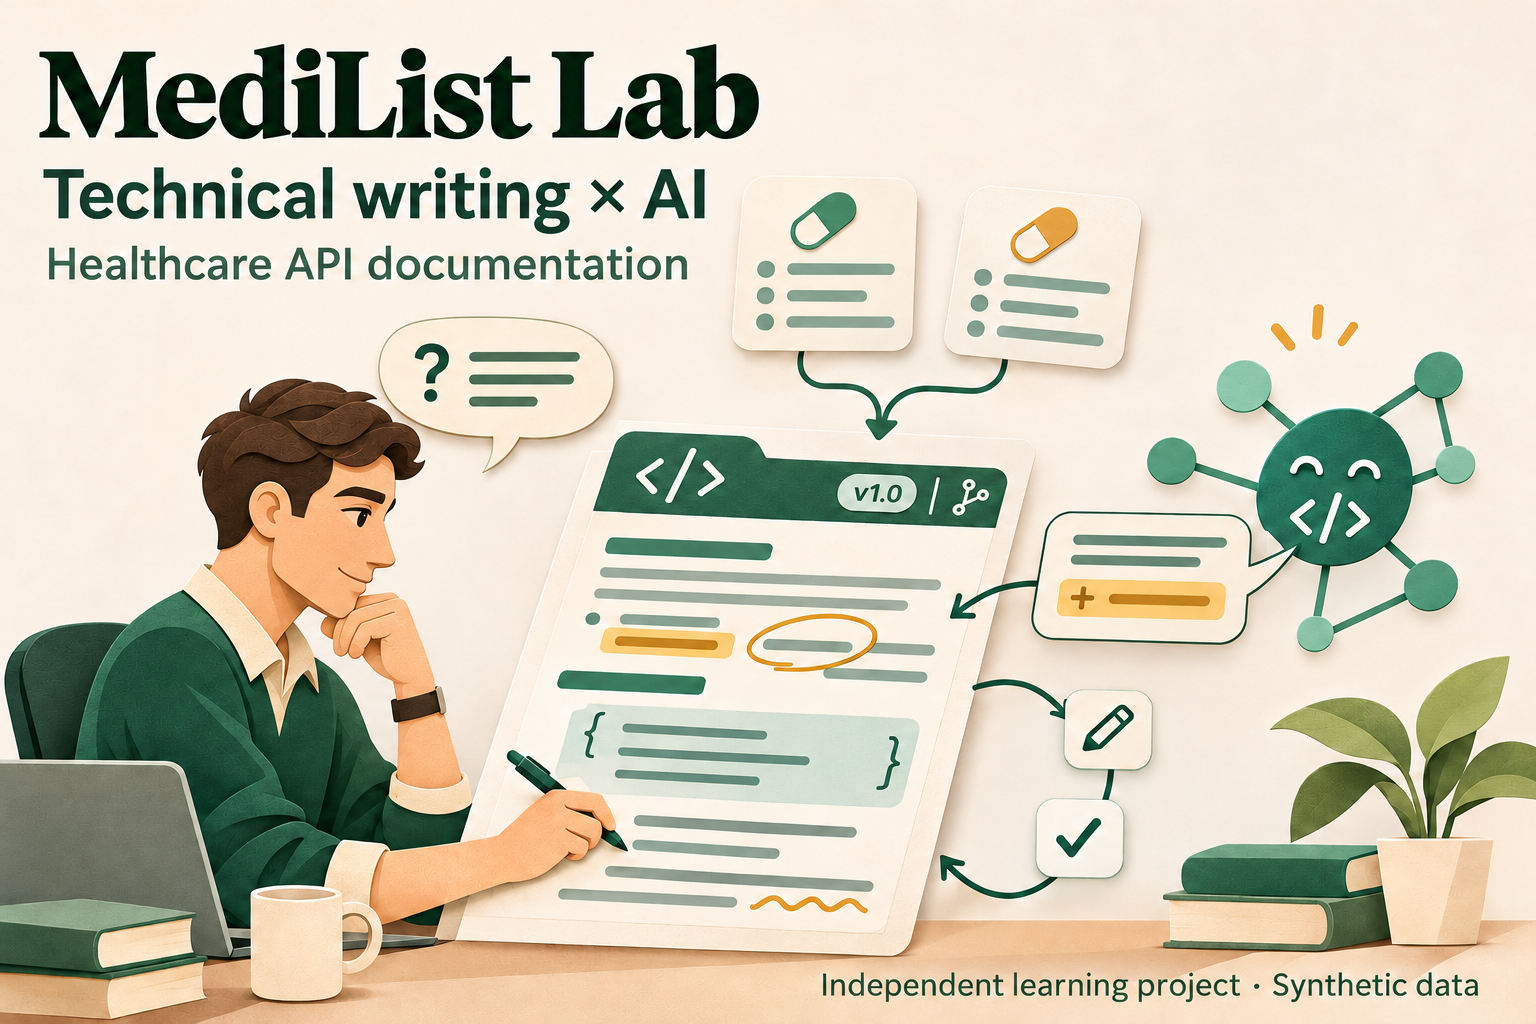 MediList Lab
Technical writing × AI
Healthcare API documentation
?
</>
v1.0
</>
+
{
}
Independent learning project · Synthetic data